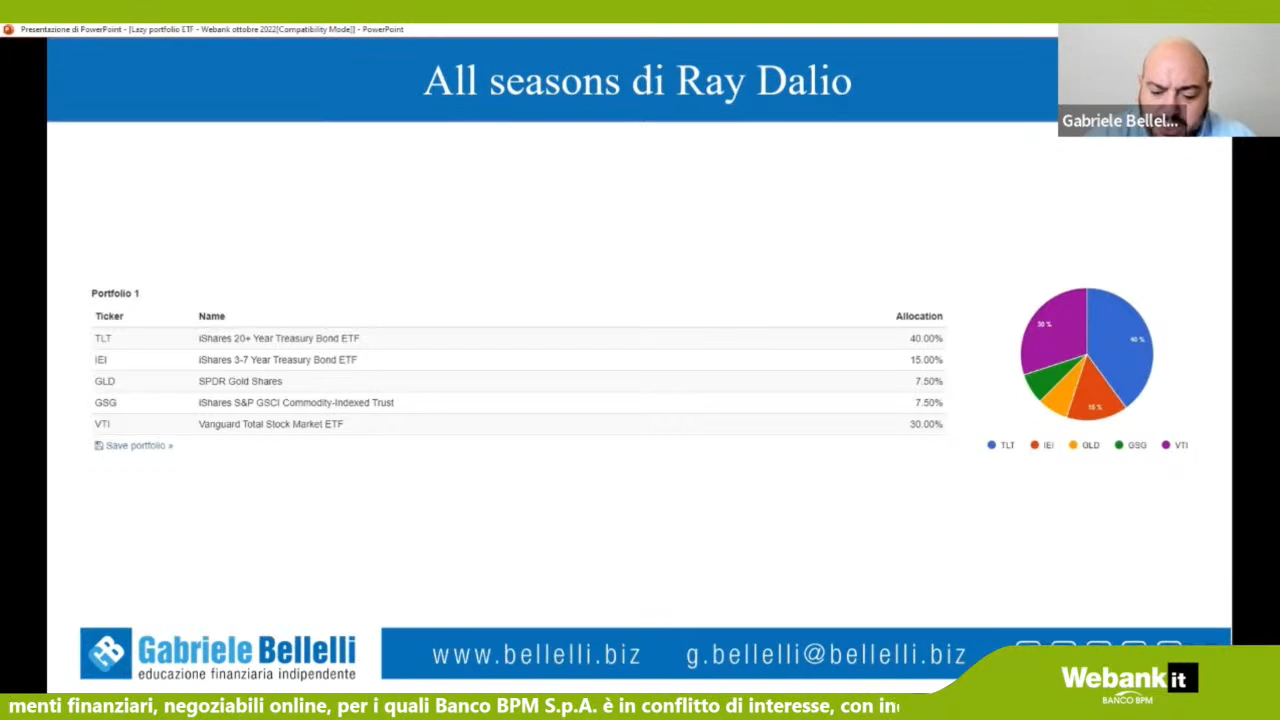 Presentazione di PowerPoint - [Lazy portfolio ETF - Webank ottobre 2022[Compatibility Mode]] - PowerPoint
All seasons di Ray Dalio
Gabriele Bellel...
Portfolio 1
Ticker Name Allocation
TLT iShares 20+ Year Treasury Bond ETF 40.00%
IEI iShares 3-7 Year Treasury Bond ETF 15.00%
GLD SPDR Gold Shares 7.50%
GSG iShares S&P GSCI Commodity-Indexed Trust 7.50%
VTI Vanguard Total Stock Market ETF 30.00%
Save portfolio »
30 %
40 %
15 %
TLT IEI GLD GSG VTI
Gabriele Bellelli
educazione finanziaria indipendente
www.bellelli.biz g.bellelli@bellelli.biz
Webank it
BANCO BPM
menti finanziari, negoziabili online, per i quali Banco BPM S.p.A. è in conflitto di interesse, con in